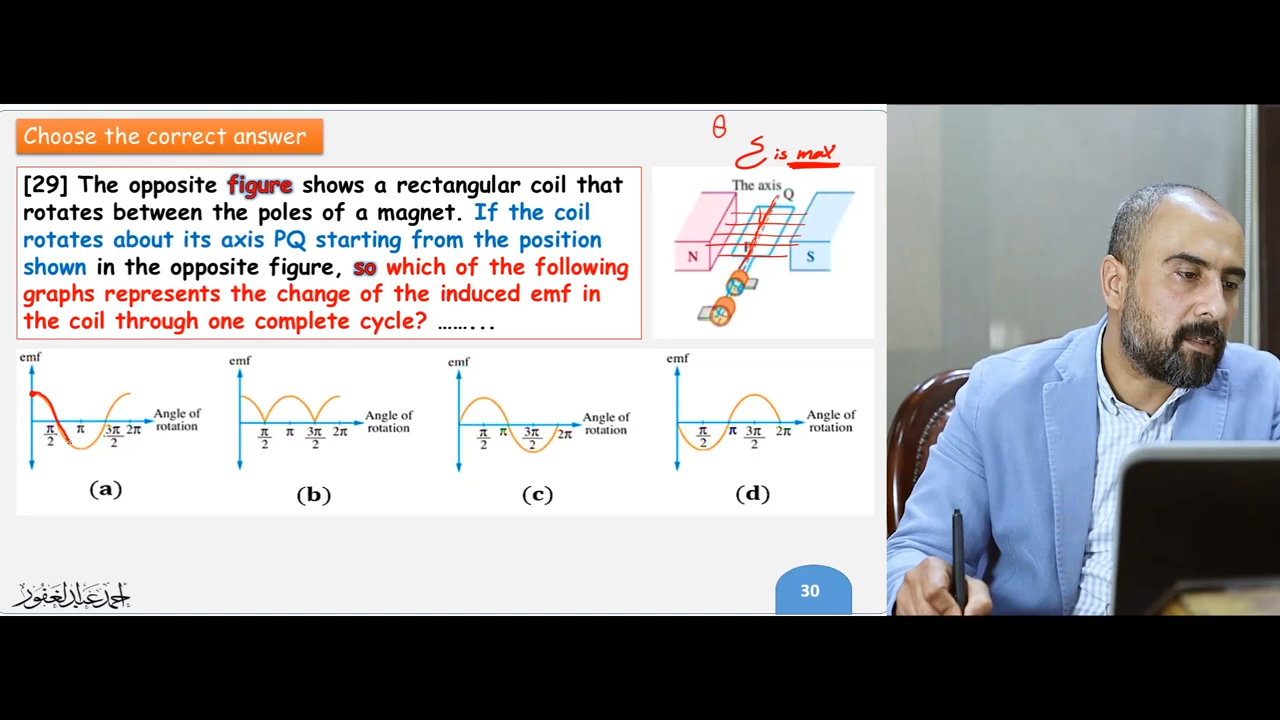 Choose the correct answer
θ
ℰ is max
[29] The opposite figure shows a rectangular coil that
rotates between the poles of a magnet. If the coil
rotates about its axis PQ starting from the position
shown in the opposite figure, so which of the following
graphs represents the change of the induced emf in
the coil through one complete cycle? ……...
The axis
Q
P
N
S
emf
π/2
π
3π/2
2π
Angle of
rotation
(a)
emf
π/2
π
3π/2
2π
Angle of
rotation
(b)
emf
π/2
π
3π/2
2π
Angle of
rotation
(c)
emf
π/2
π
3π/2
2π
Angle of
rotation
(d)
احمد عبد الغفور
30